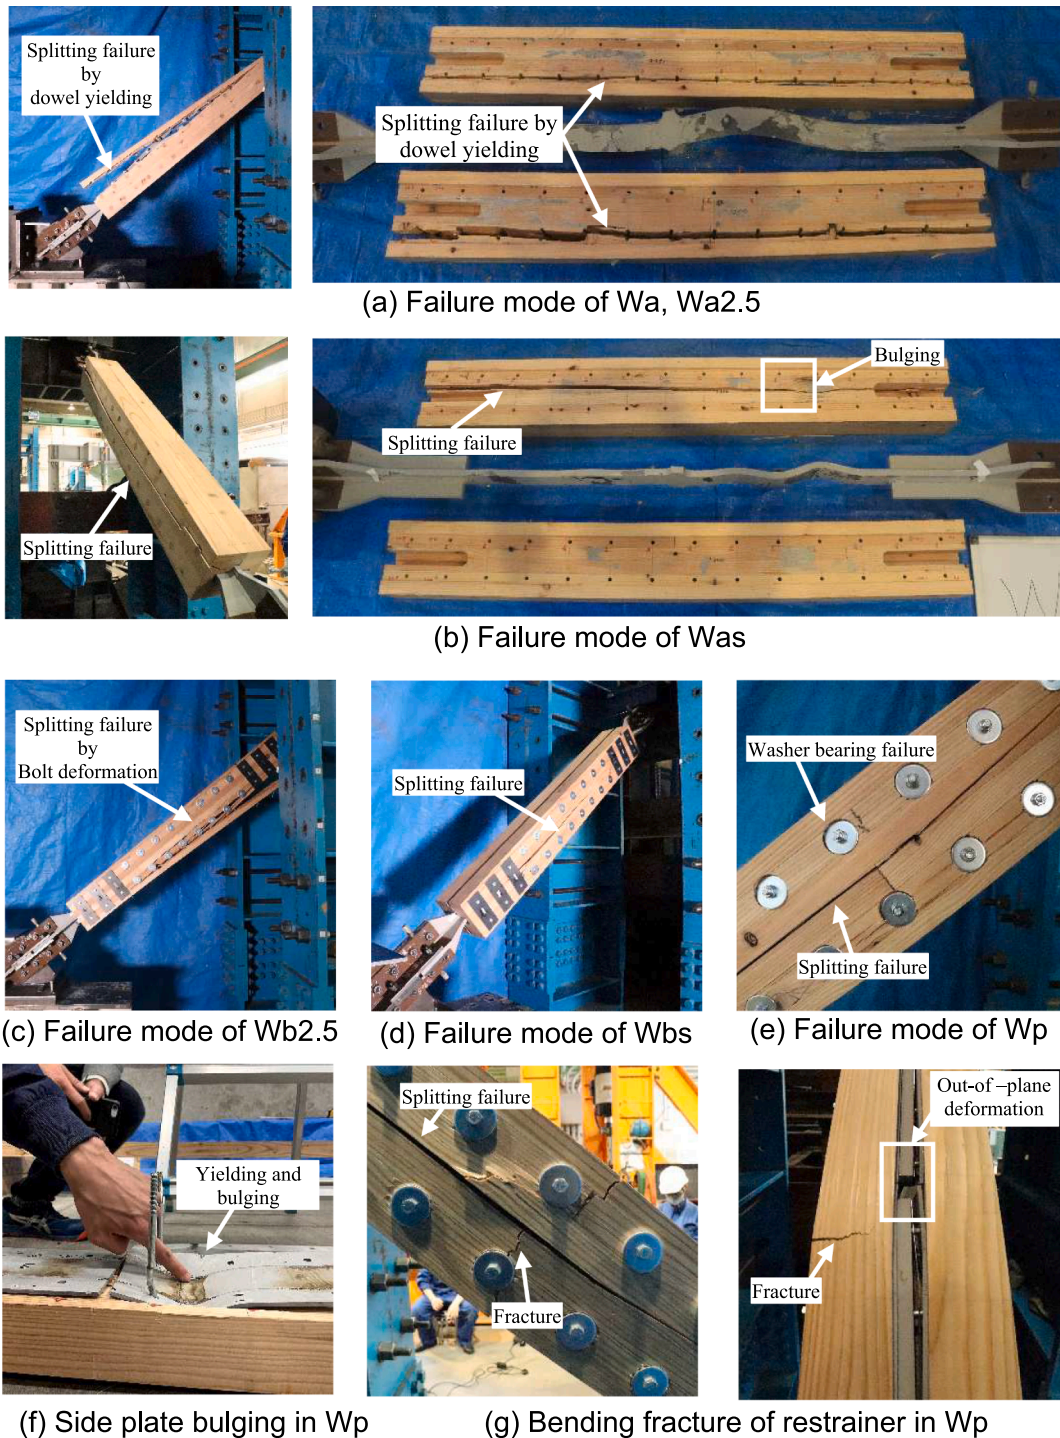 Splitting failure
by
dowel yielding
Splitting failure by
dowel yielding
(a) Failure mode of Wa, Wa2.5
Bulging
Splitting failure
Splitting failure
(b) Failure mode of Was
Splitting failure
by
Bolt deformation
Splitting failure
Washer bearing failure
Splitting failure
(c) Failure mode of Wb2.5
(d) Failure mode of Wbs
(e) Failure mode of Wp
Yielding and
bulging
Splitting failure
Fracture
Out-of –plane
deformation
Fracture
(f) Side plate bulging in Wp
(g) Bending fracture of restrainer in Wp